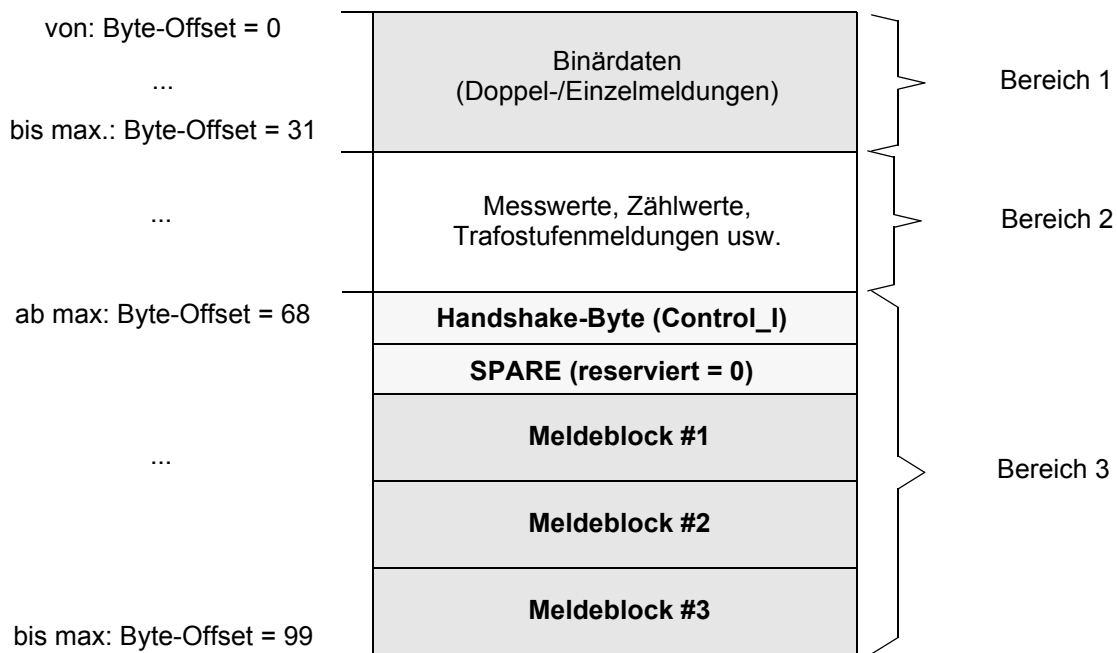 von: Byte-Offset = 0
...
bis max.: Byte-Offset = 31
Binärdaten
(Doppel-/Einzelmeldungen)
Bereich 1
...
Messwerte, Zählwerte,
Trafostufenmeldungen usw.
Bereich 2
ab max: Byte-Offset = 68
Handshake-Byte (Control_I)
SPARE (reserviert = 0)
Meldeblock #1
...
Bereich 3
Meldeblock #2
Meldeblock #3
bis max: Byte-Offset = 99